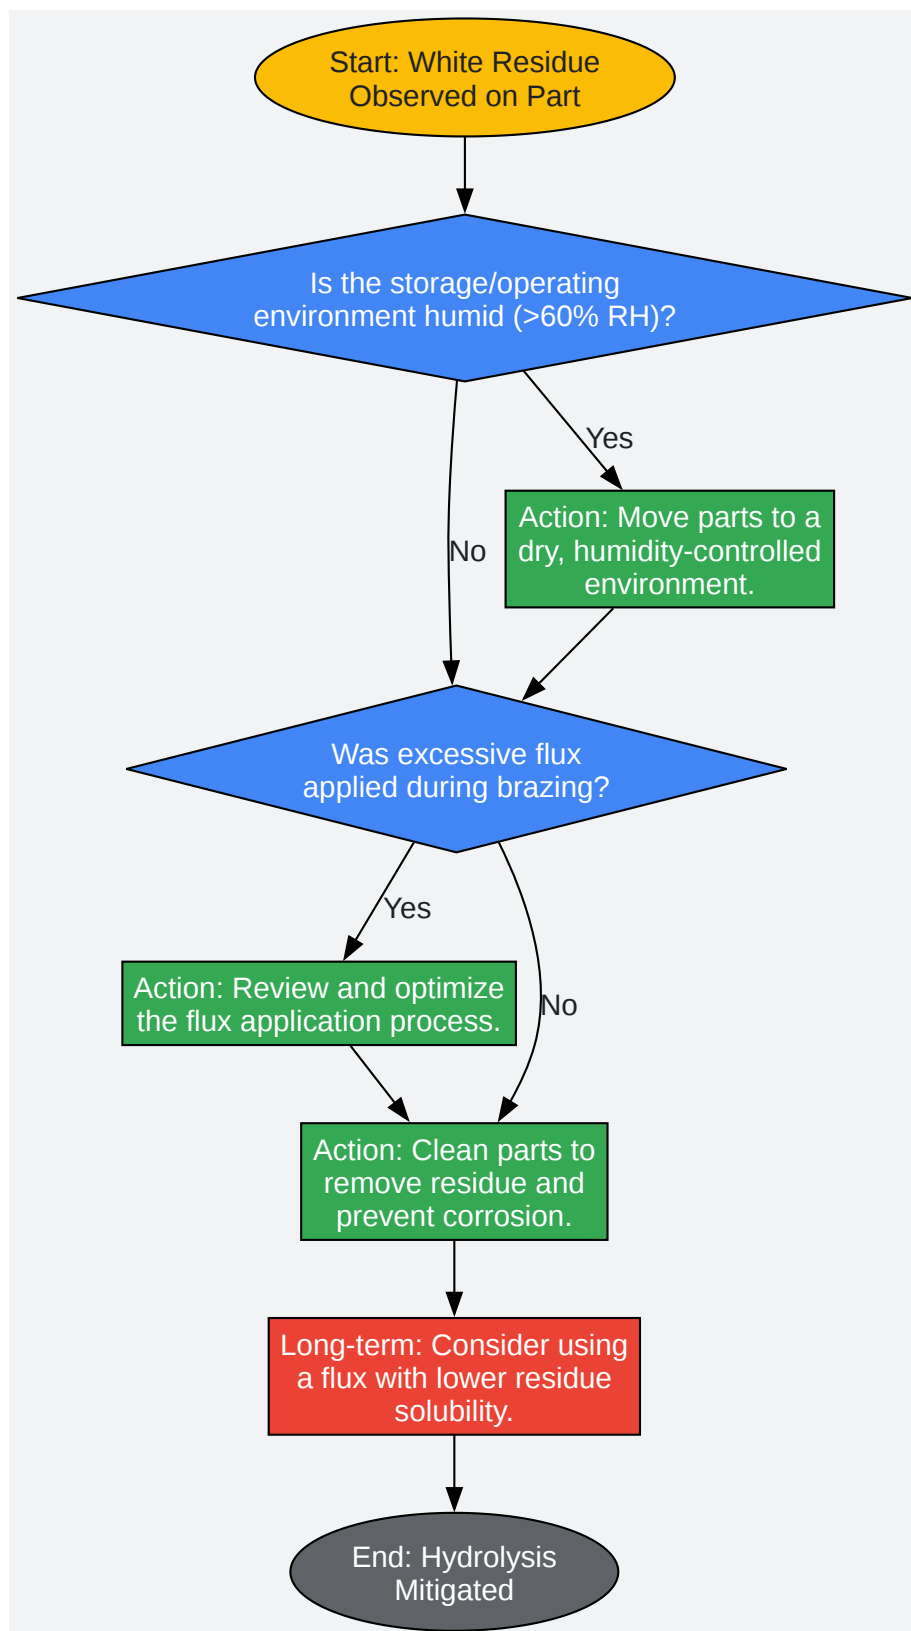 Start: White Residue
Observed on Part
Is the storage/operating
environment humid (>60% RH)?
Yes
Action: Move parts to a
dry, humidity-controlled
environment.
No
Was excessive flux
applied during brazing?
Yes
Action: Review and optimize
the flux application process.
No
Action: Clean parts to
remove residue and
prevent corrosion.
Long-term: Consider using
a flux with lower residue
solubility.
End: Hydrolysis
Mitigated